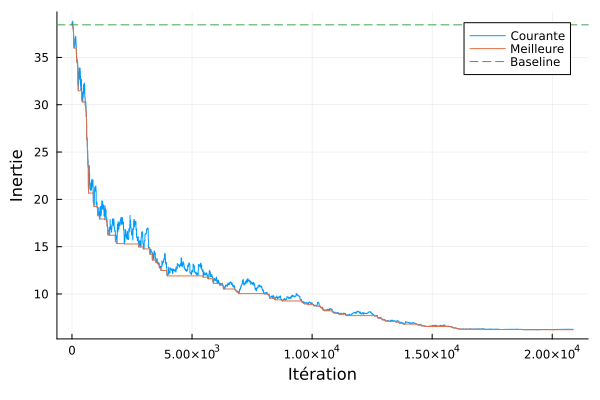 Courante
Meilleure
Baseline
Inertie
35
30
25
20
15
10
0
5.00×10³
1.00×10⁴
1.50×10⁴
2.00×10⁴
Itération